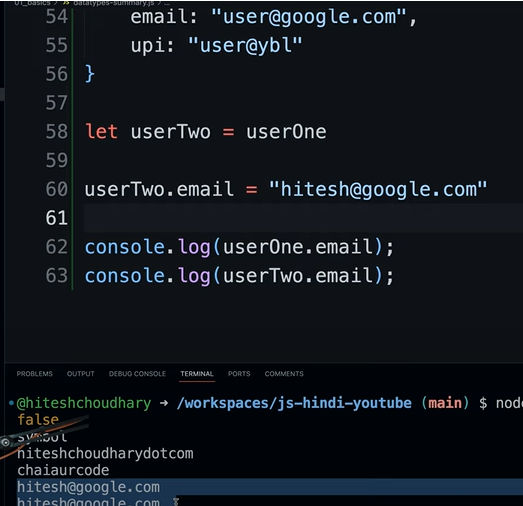 01_basics > datatypes-summary.js > ...
54 email: "user@google.com",
55 upi: "user@ybl"
56 }
57
58 let userTwo = userOne
59
60 userTwo.email = "hitesh@google.com"
61
62 console.log(userOne.email);
63 console.log(userTwo.email);
PROBLEMS OUTPUT DEBUG CONSOLE TERMINAL PORTS COMMENTS
@hiteshchoudhary → /workspaces/js-hindi-youtube (main) $ node
false
symbol
hiteshchoudharydotcom
chaiaurcode
hitesh@google.com
hitesh@google.com